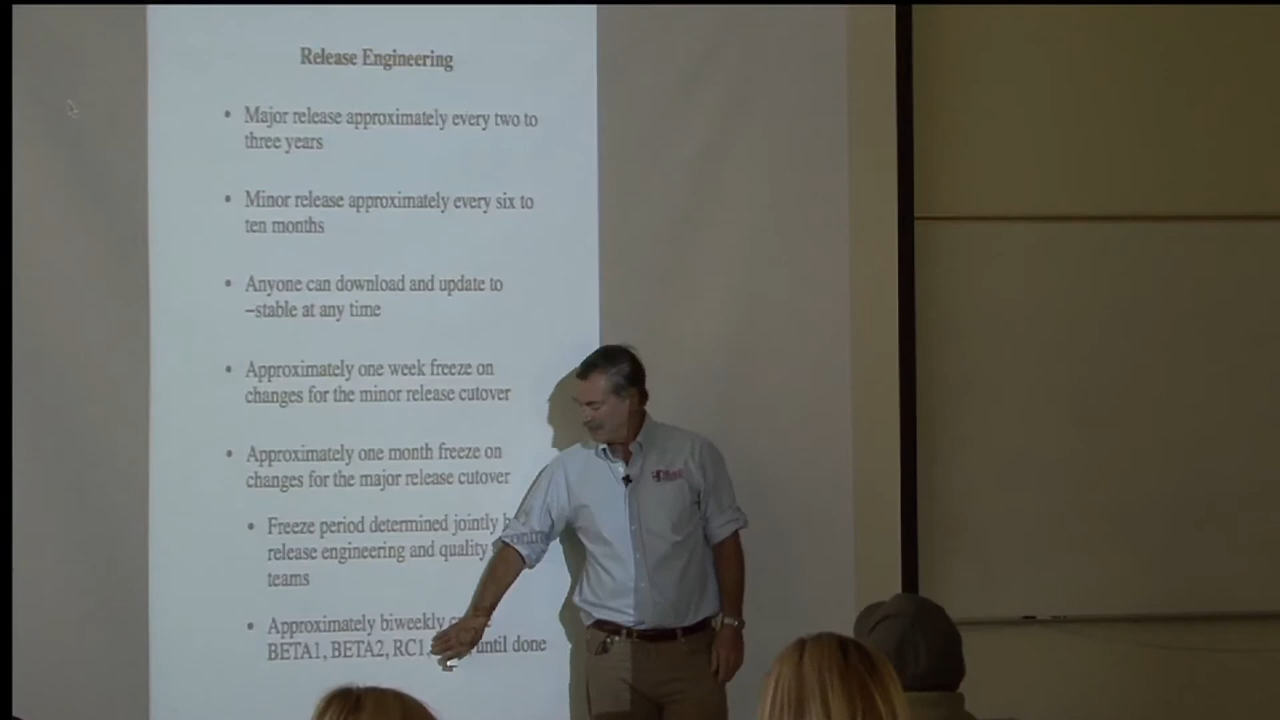 Release Engineering
• Major release approximately every two to
three years
• Minor release approximately every six to
ten months
• Anyone can download and update to
–stable at any time
• Approximately one week freeze on
changes for the minor release cutover
• Approximately one month freeze on
changes for the major release cutover
• Freeze period determined jointly
release engineering and quality
teams
• Approximately biweekly
BETA1, BETA2, RC1, until done